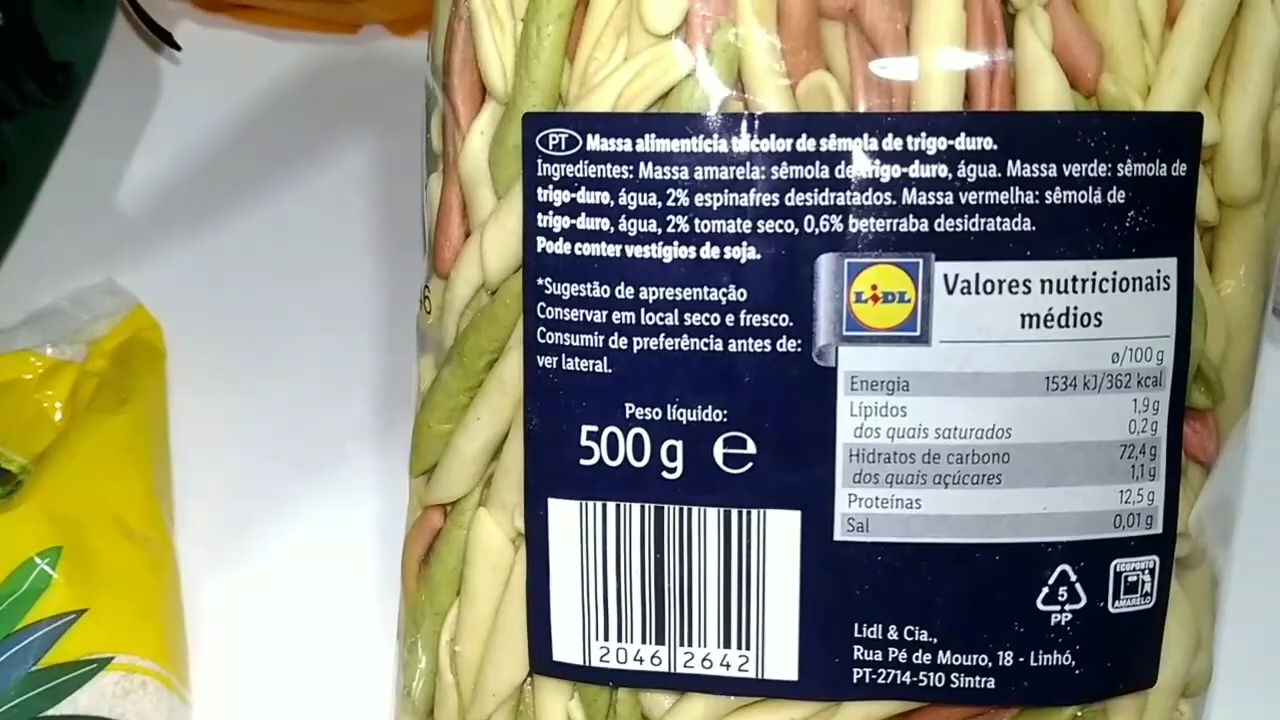 PT Massa alimentícia tricolor de sêmola de trigo-duro.
Ingredientes: Massa amarela: sêmola de trigo-duro, água. Massa verde: sêmola de
trigo-duro, água, 2% espinafres desidratados. Massa vermelha: sêmola de
trigo-duro, água, 2% tomate seco, 0,6% beterraba desidratada.
Pode conter vestígios de soja.
*Sugestão de apresentação
Conservar em local seco e fresco.
Consumir de preferência antes de:
ver lateral.
Peso líquido:
500 g e
2046 2642
LIDL
Valores nutricionais
médios
ø/100 g
Energia 1534 kJ/362 kcal
Lípidos 1,9 g
dos quais saturados 0,2 g
Hidratos de carbono 72,4 g
dos quais açúcares 1,1 g
Proteínas 12,5 g
Sal 0,01 g
5
PP
ECOPONTO
AMARELO
Lidl & Cia.,
Rua Pé de Mouro, 18 - Linhó,
PT-2714-510 Sintra